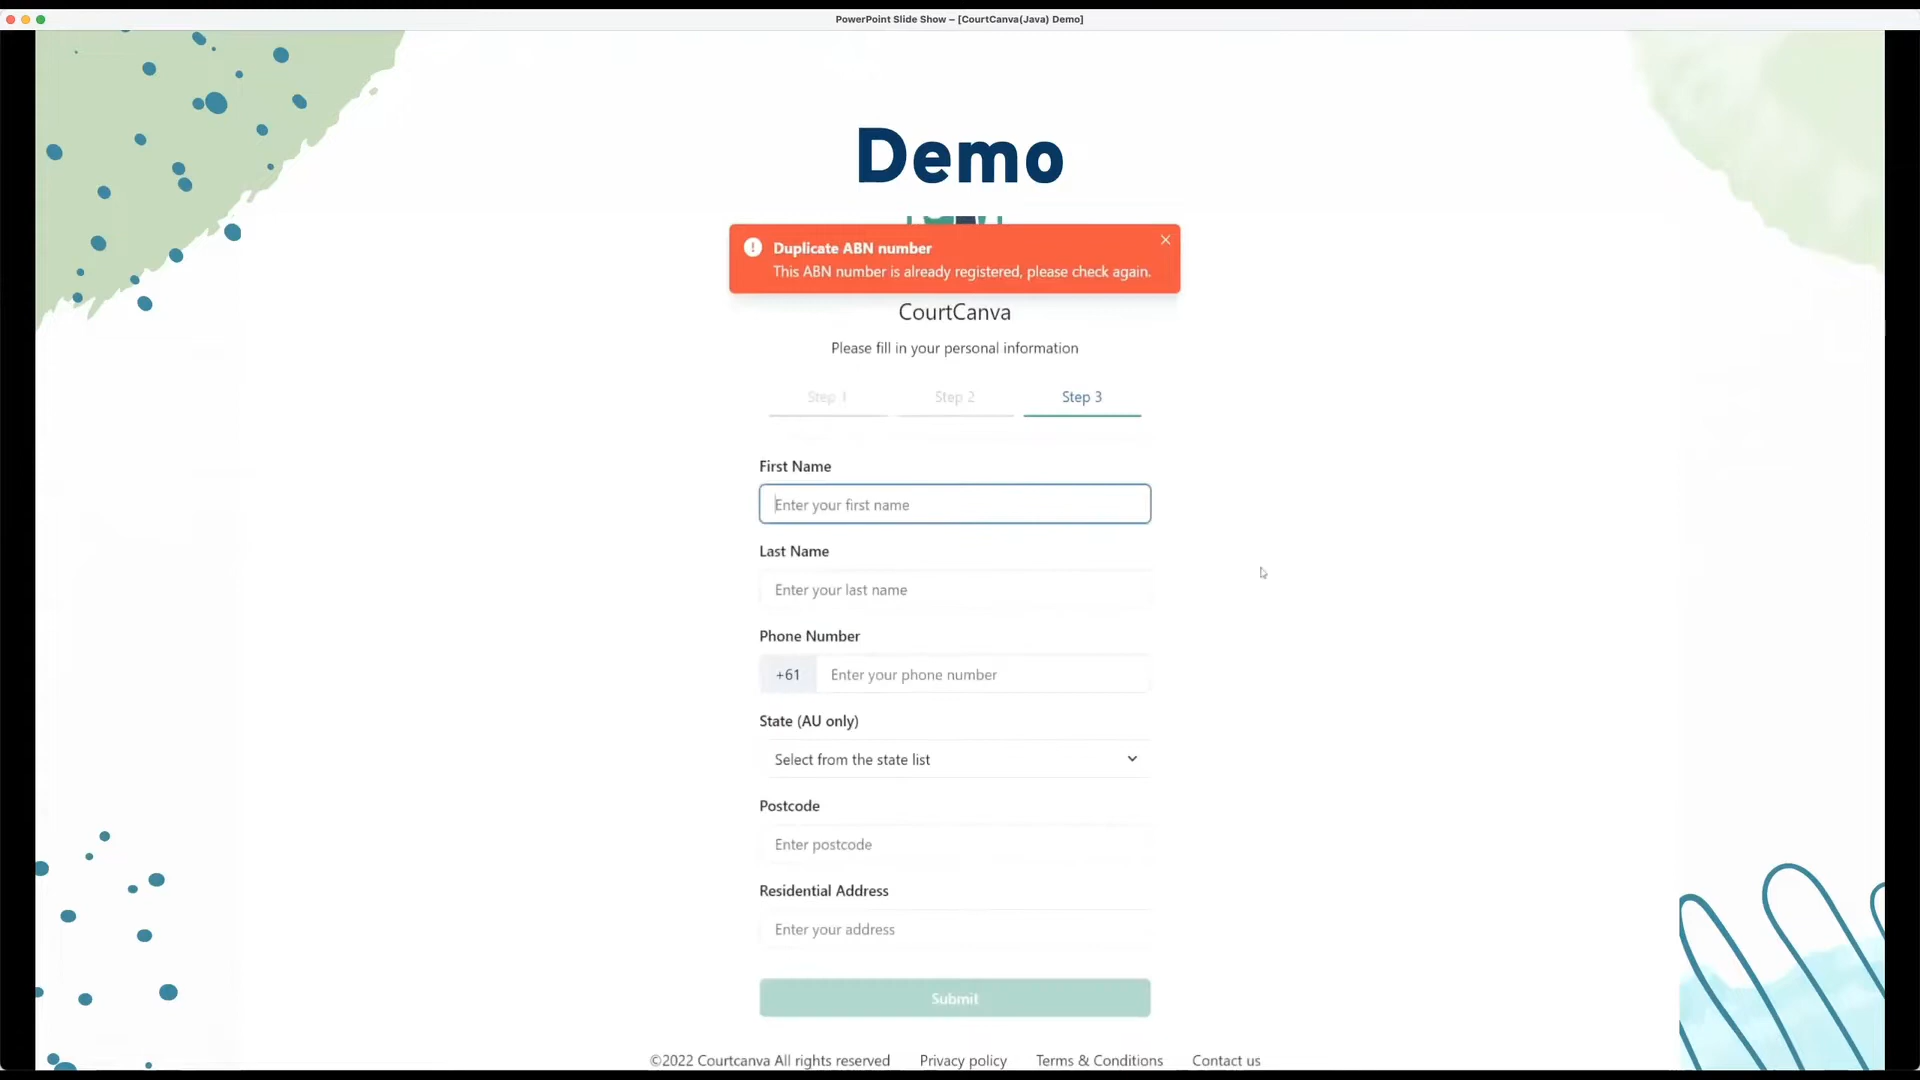 PowerPoint Slide Show – [CourtCanva(Java) Demo]
Demo
Duplicate ABN number
This ABN number is already registered, please check again.
CourtCanva
Please fill in your personal information
Step 1 Step 2 Step 3
First Name
Enter your first name
Last Name
Enter your last name
Phone Number
+61 Enter your phone number
State (AU only)
Select from the state list
Postcode
Enter postcode
Residential Address
Enter your address
Submit
©2022 Courtcanva All rights reserved Privacy policy Terms & Conditions Contact us